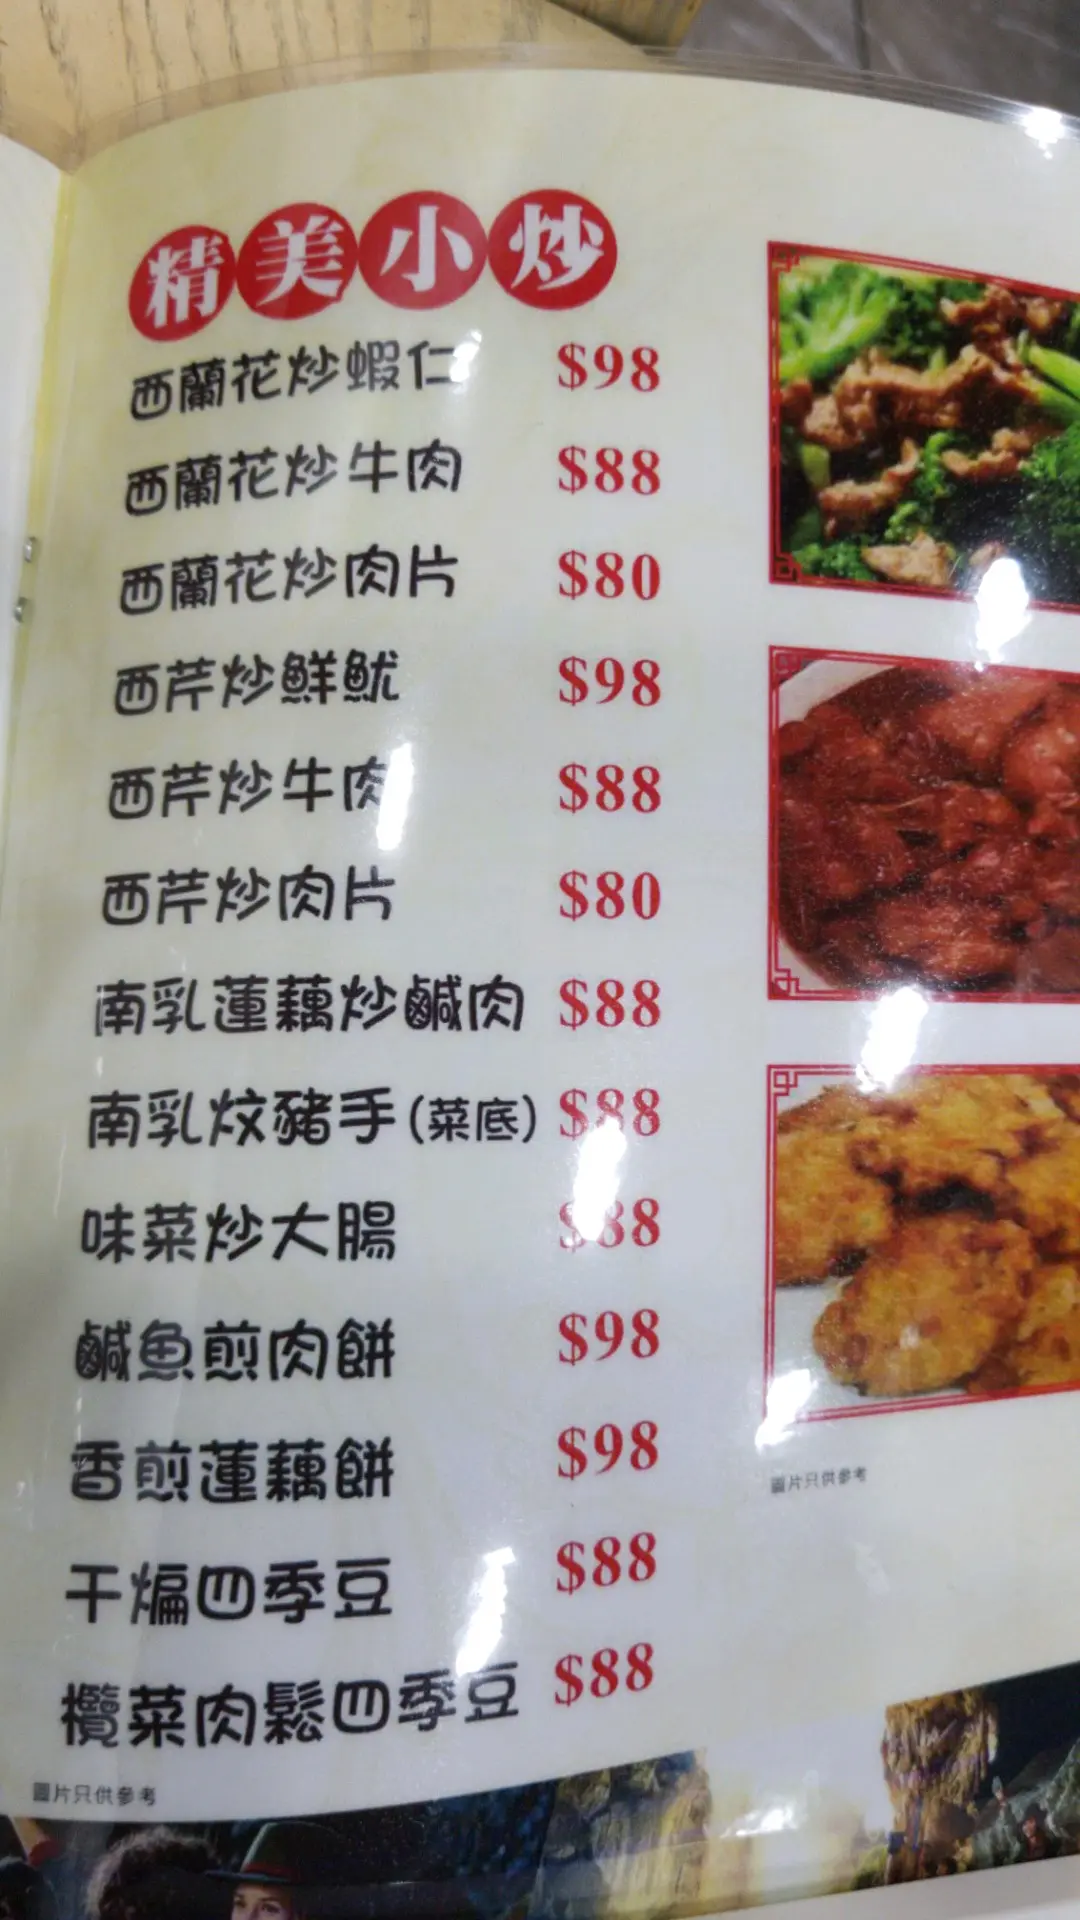 精美小炒
西蘭花炒蝦仁 $98
西蘭花炒牛肉 $88
西蘭花炒肉片 $80
西芹炒鮮魷 $98
西芹炒牛肉 $88
西芹炒肉片 $80
南乳蓮藕炒鹹肉 $88
南乳炆豬手(菜底) $88
味菜炒大腸 $88
鹹魚煎肉餅 $98
香煎蓮藕餅 $98
干煸四季豆 $88
欖菜肉鬆四季豆 $88
圖片只供參考
圖片只供參考